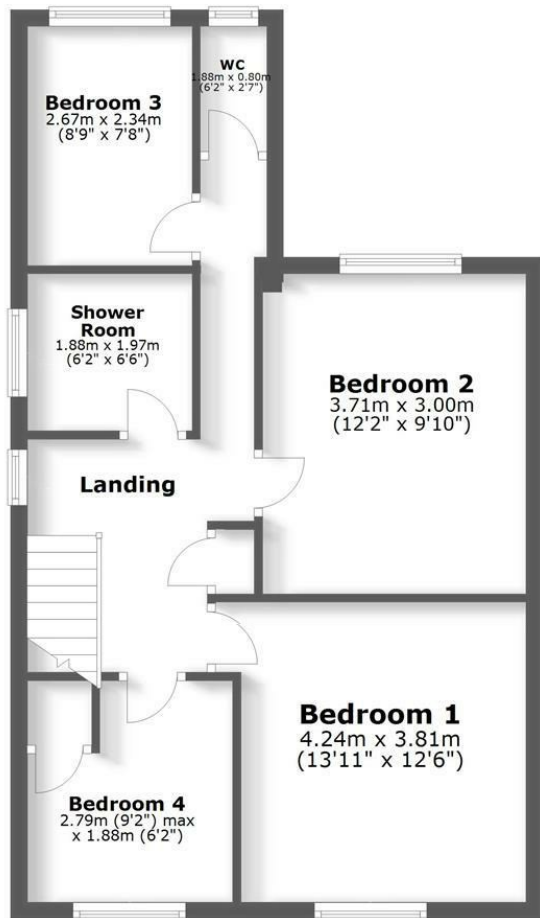 WC
1.88m x 0.80m
(6'2" x 2'7")
Bedroom 3
2.67m x 2.34m
(8'9" x 7'8")
Shower
Room
1.88m x 1.97m
(6'2" x 6'6")
Bedroom 2
3.71m x 3.00m
(12'2" x 9'10")
Landing
Bedroom 1
4.24m x 3.81m
(13'11" x 12'6")
Bedroom 4
2.79m (9'2") max
x 1.88m (6'2")